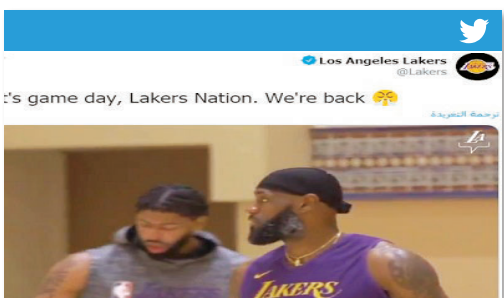 Los Angeles Lakers
@Lakers
t's game day, Lakers Nation. We're back
ترجمة التغريدة
LAKERS